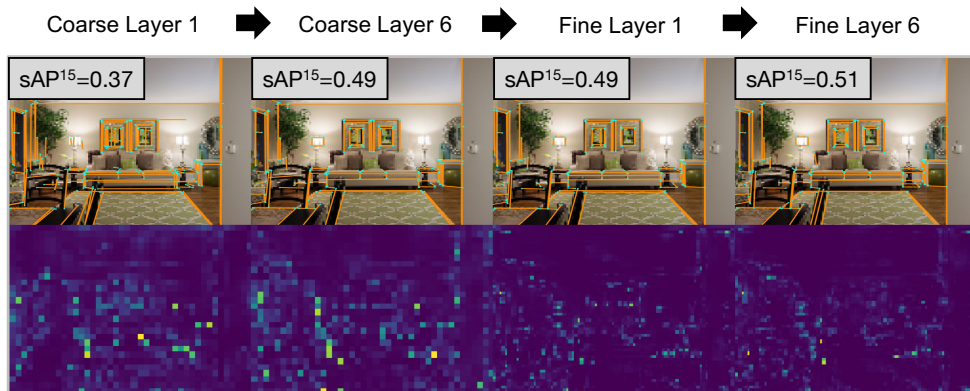 Coarse Layer 1 Coarse Layer 6 Fine Layer 1 Fine Layer 6
sAP¹⁵=0.37 sAP¹⁵=0.49 sAP¹⁵=0.49 sAP¹⁵=0.51